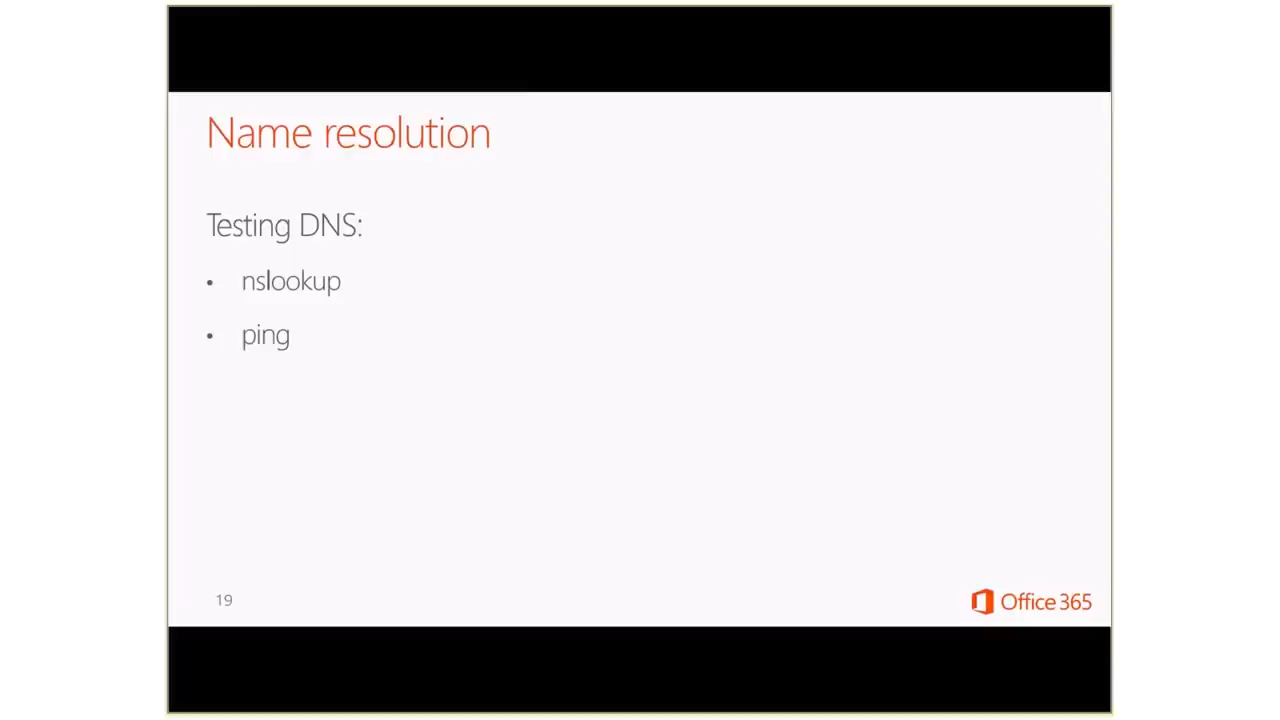 Name resolution
Testing DNS:
• nslookup
• ping
19
Office 365